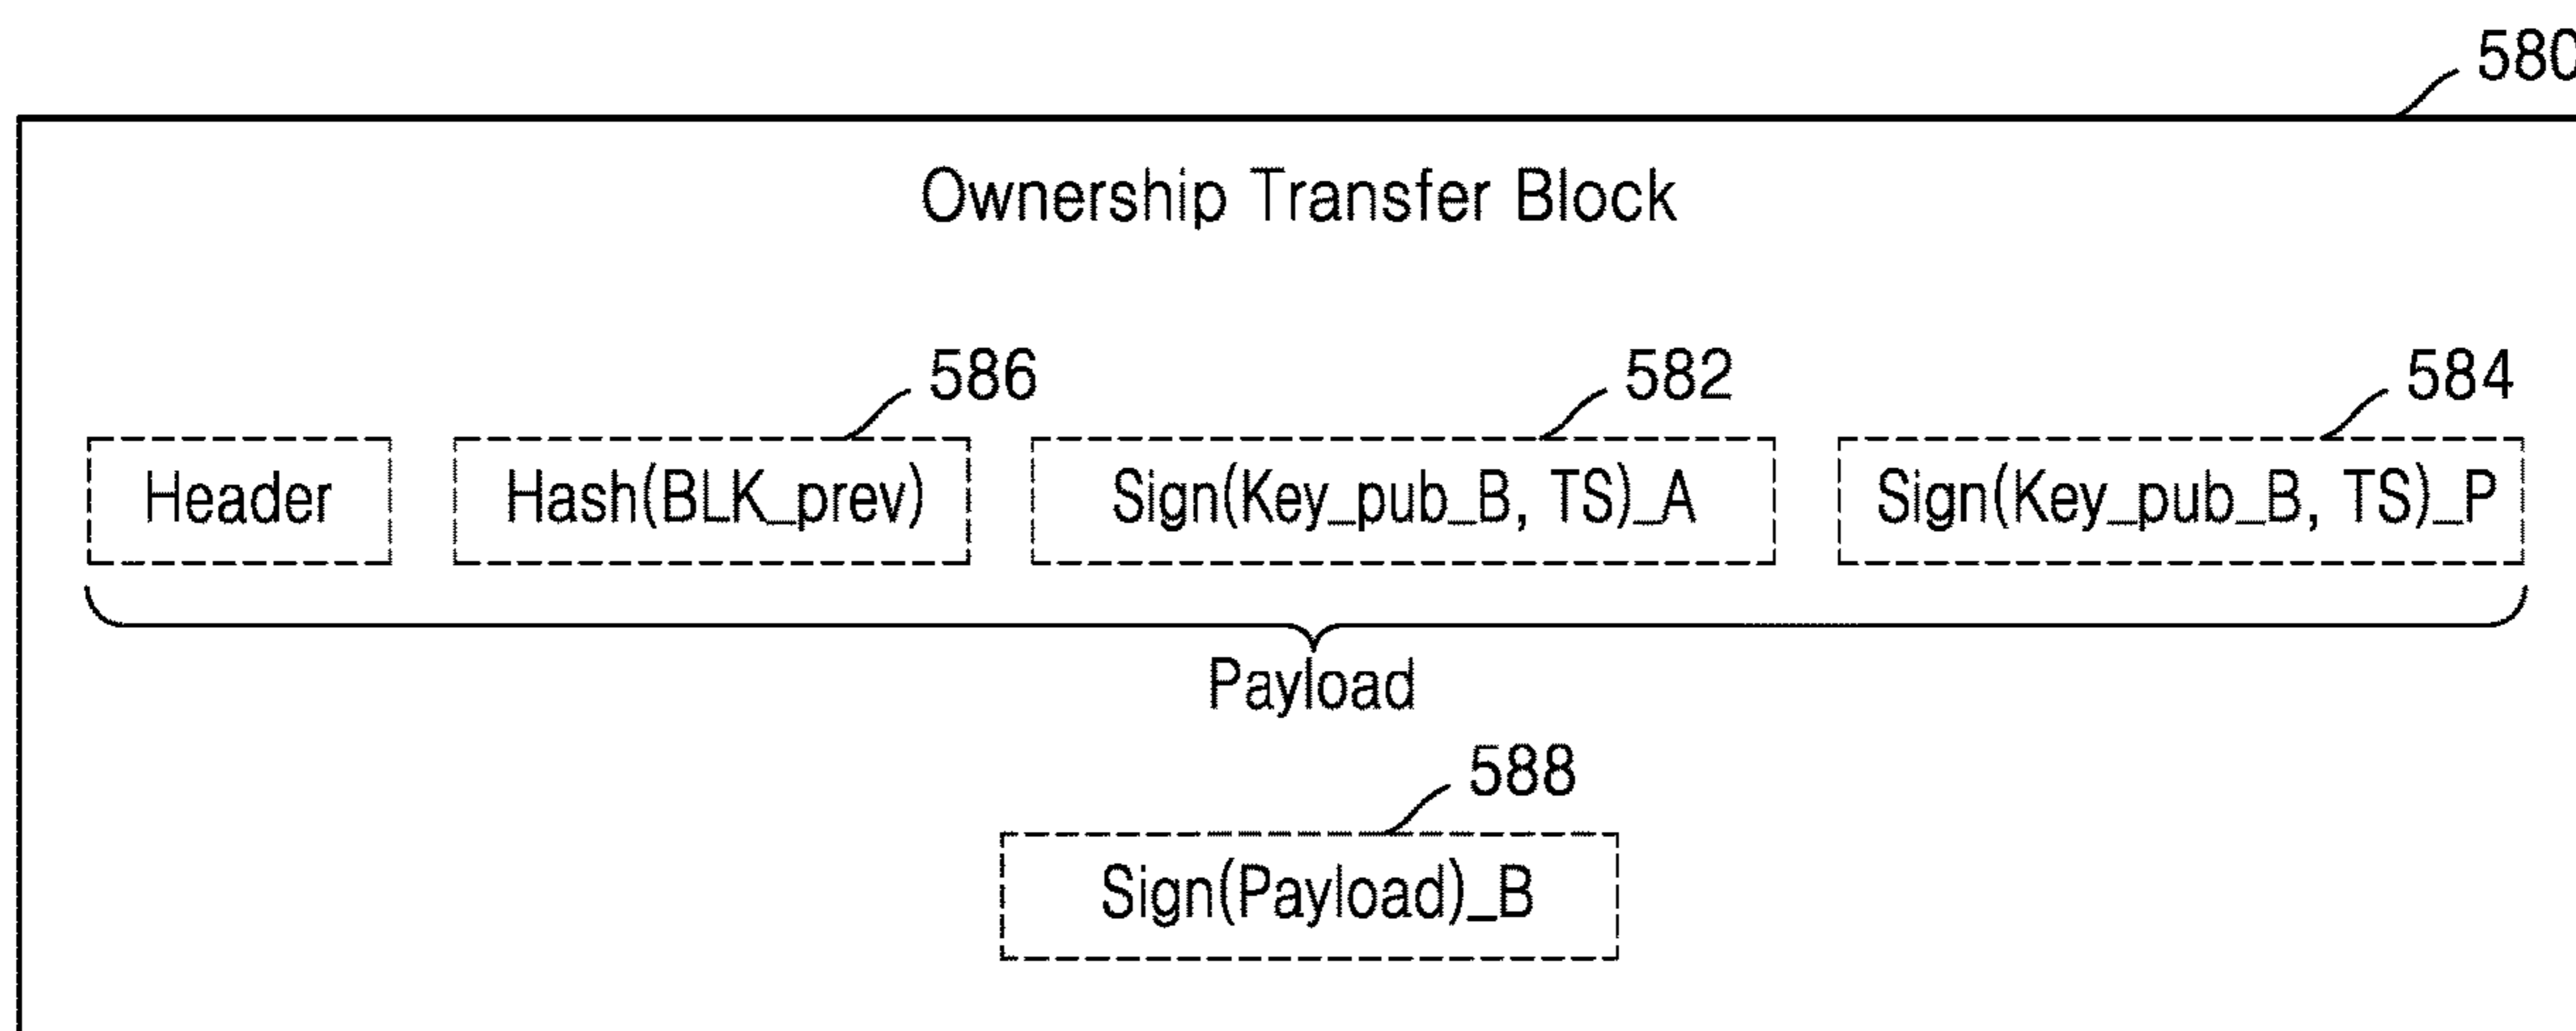 580
Ownership Transfer Block
586 582 584
Header Hash(BLK_prev) Sign(Key_pub_B, TS)_A Sign(Key_pub_B, TS)_P
Payload
588
Sign(Payload)_B